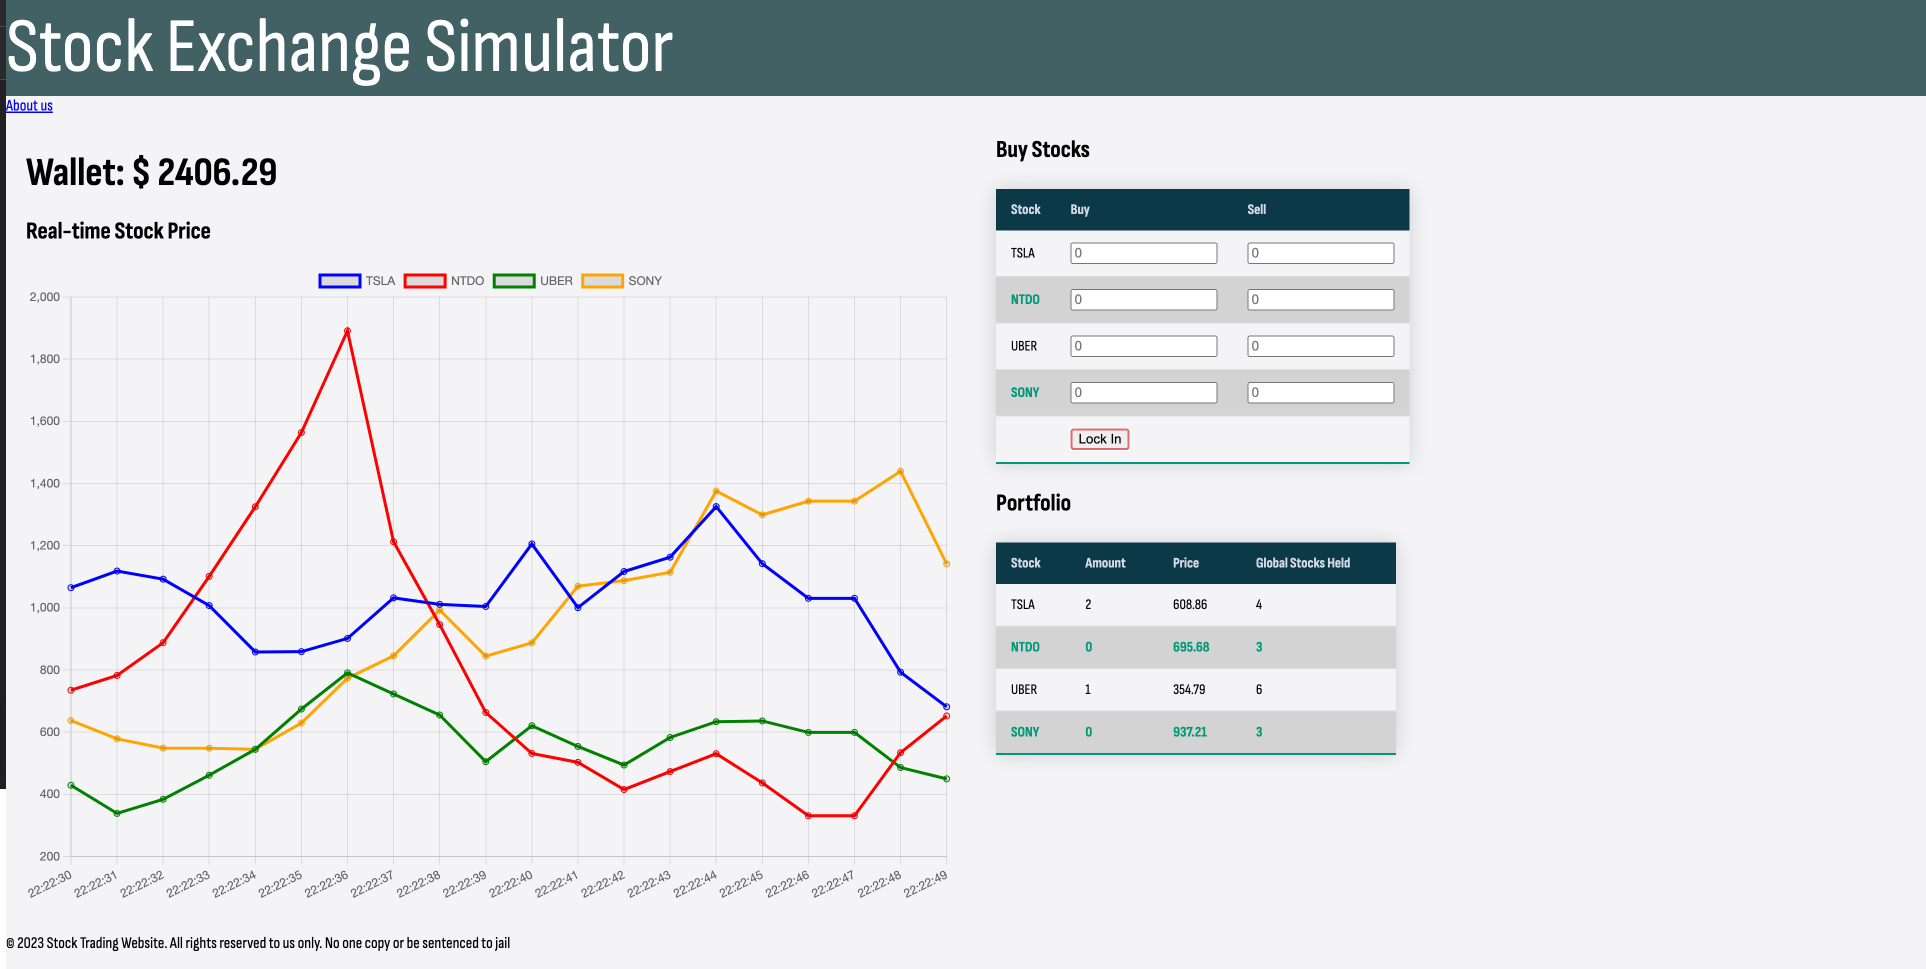 Stock Exchange Simulator
About us
Wallet: $ 2406.29
Real-time Stock Price
TSLA NTDO UBER SONY
2,000
1,800
1,600
1,400
1,200
1,000
800
600
400
200
22:22:30 22:22:31 22:22:32 22:22:33 22:22:34 22:22:35 22:22:36 22:22:37 22:22:38 22:22:39 22:22:40 22:22:41 22:22:42 22:22:43 22:22:44 22:22:45 22:22:46 22:22:47 22:22:48 22:22:49
Buy Stocks
Stock Buy Sell
TSLA 0 0
NTDO 0 0
UBER 0 0
SONY 0 0
Lock In
Portfolio
Stock Amount Price Global Stocks Held
TSLA 2 608.86 4
NTDO 0 695.68 3
UBER 1 354.79 6
SONY 0 937.21 3
© 2023 Stock Trading Website. All rights reserved to us only. No one copy or be sentenced to jail